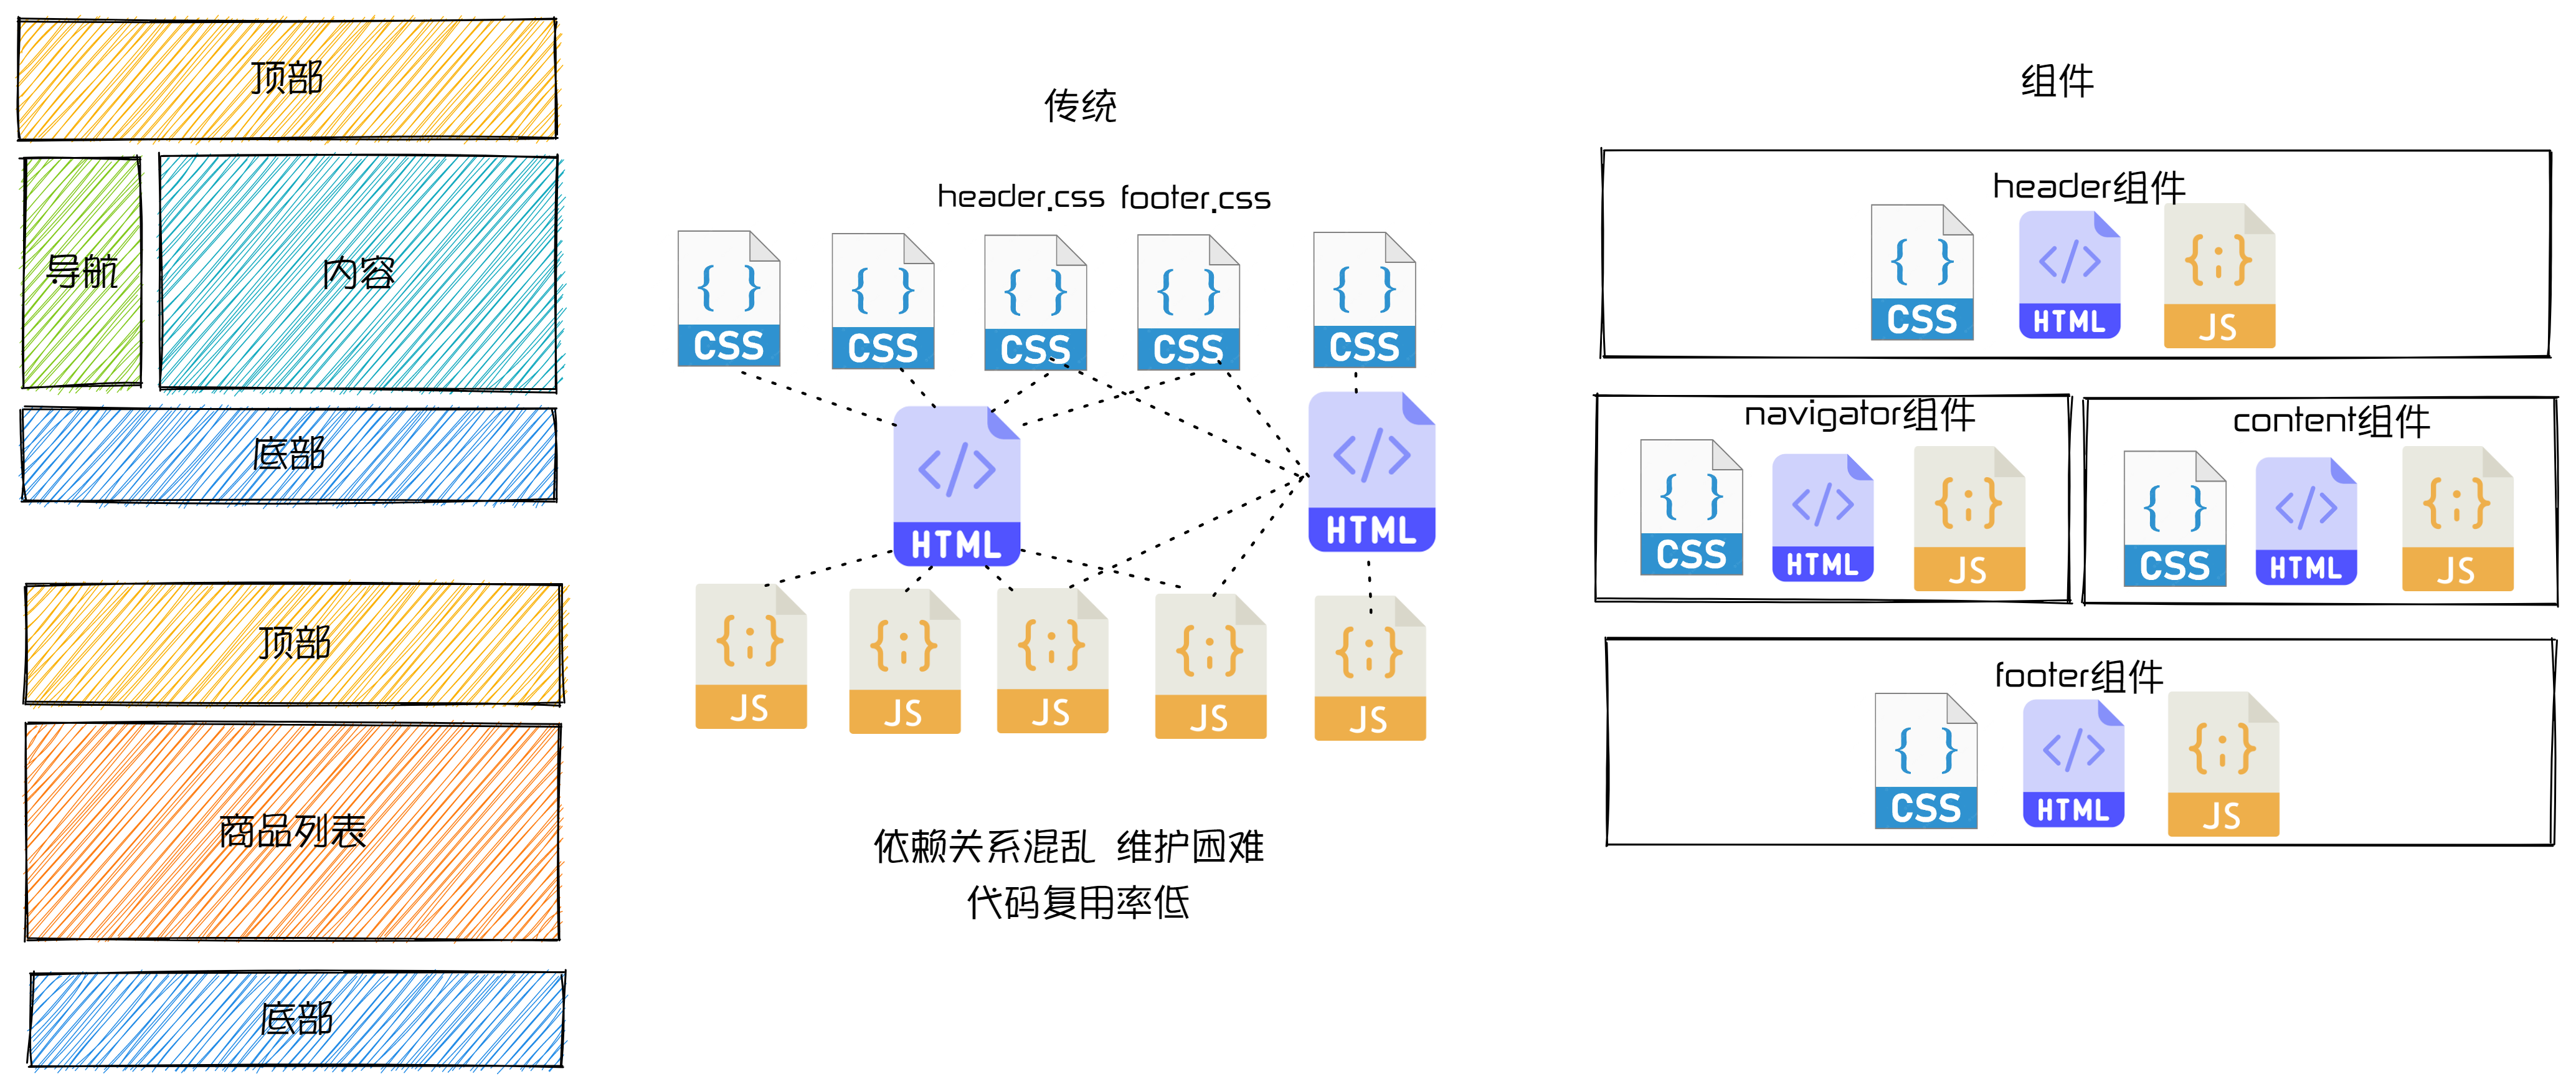 顶部
导航
内容
底部
顶部
商品列表
底部
传统
header.css footer.css
CSS
CSS
CSS
CSS
CSS
HTML
HTML
JS
JS
JS
JS
JS
依赖关系混乱 维护困难
代码复用率低
组件
header组件
CSS
HTML
JS
navigator组件
CSS
HTML
JS
content组件
CSS
HTML
JS
footer组件
CSS
HTML
JS